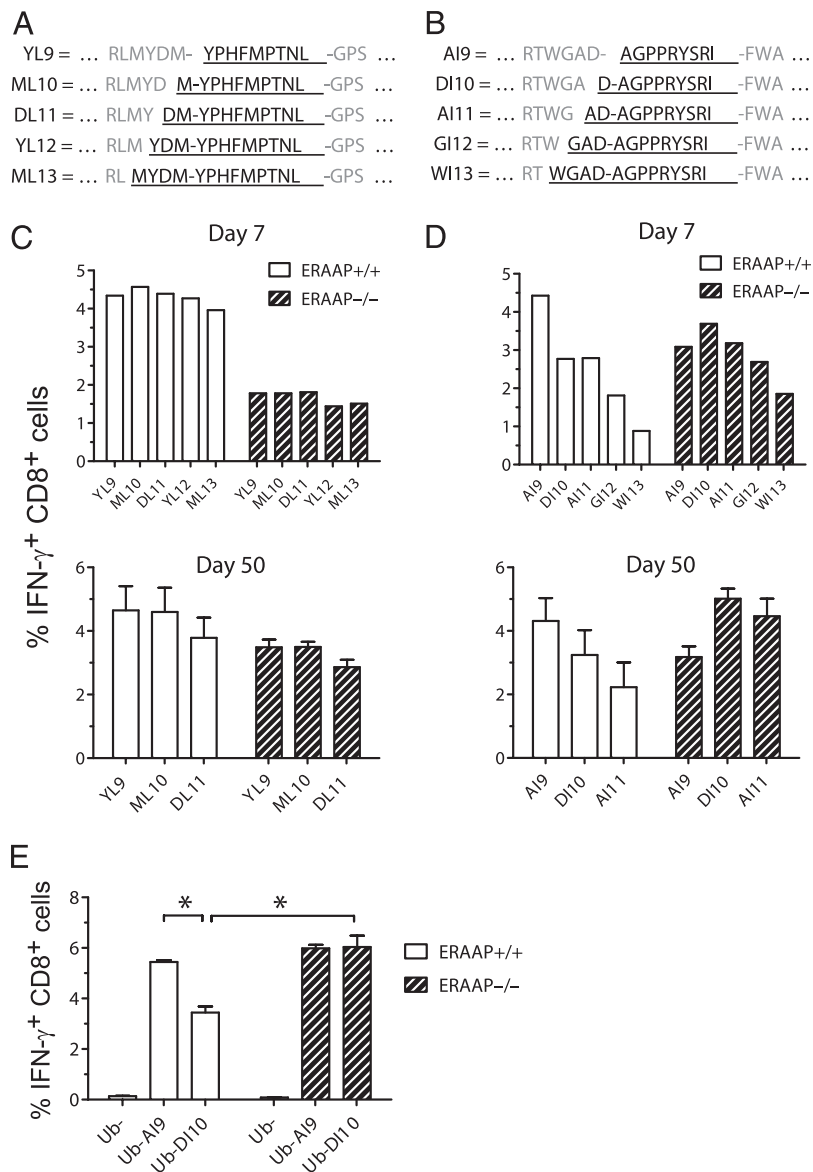 A
YL9 = ... RLMYDM- YPHFMPTNL -GPS ...
ML10 = ... RLMYD M-YPHFMPTNL -GPS ...
DL11 = ... RLMY DM-YPHFMPTNL -GPS ...
YL12 = ... RLM YDM-YPHFMPTNL -GPS ...
ML13 = ... RL MYDM-YPHFMPTNL -GPS ...
B
AI9 = ... RTWGAD- AGPPRYSRI -FWA ...
DI10 = ... RTWGA D-AGPPRYSRI -FWA ...
AI11 = ... RTWG AD-AGPPRYSRI -FWA ...
GI12 = ... RTW GAD-AGPPRYSRI -FWA ...
WI13 = ... RT WGAD-AGPPRYSRI -FWA ...
C
Day 7
ERAAP+/+
ERAAP−/−
5
4
3
2
1
0
YL9 ML10 DL11 YL12 ML13 YL9 ML10 DL11 YL12 ML13
% IFN-γ⁺ CD8⁺ cells
Day 50
6
4
2
0
YL9 ML10 DL11 YL9 ML10 DL11
D
Day 7
ERAAP+/+
ERAAP−/−
5
4
3
2
1
0
AI9 DI10 AI11 GI12 WI13 AI9 DI10 AI11 GI12 WI13
Day 50
6
4
2
0
AI9 DI10 AI11 AI9 DI10 AI11
E
% IFN-γ⁺ CD8⁺ cells
8
6
4
2
0
* *
ERAAP+/+
ERAAP−/−
Ub- Ub-AI9 Ub-DI10 Ub- Ub-AI9 Ub-DI10